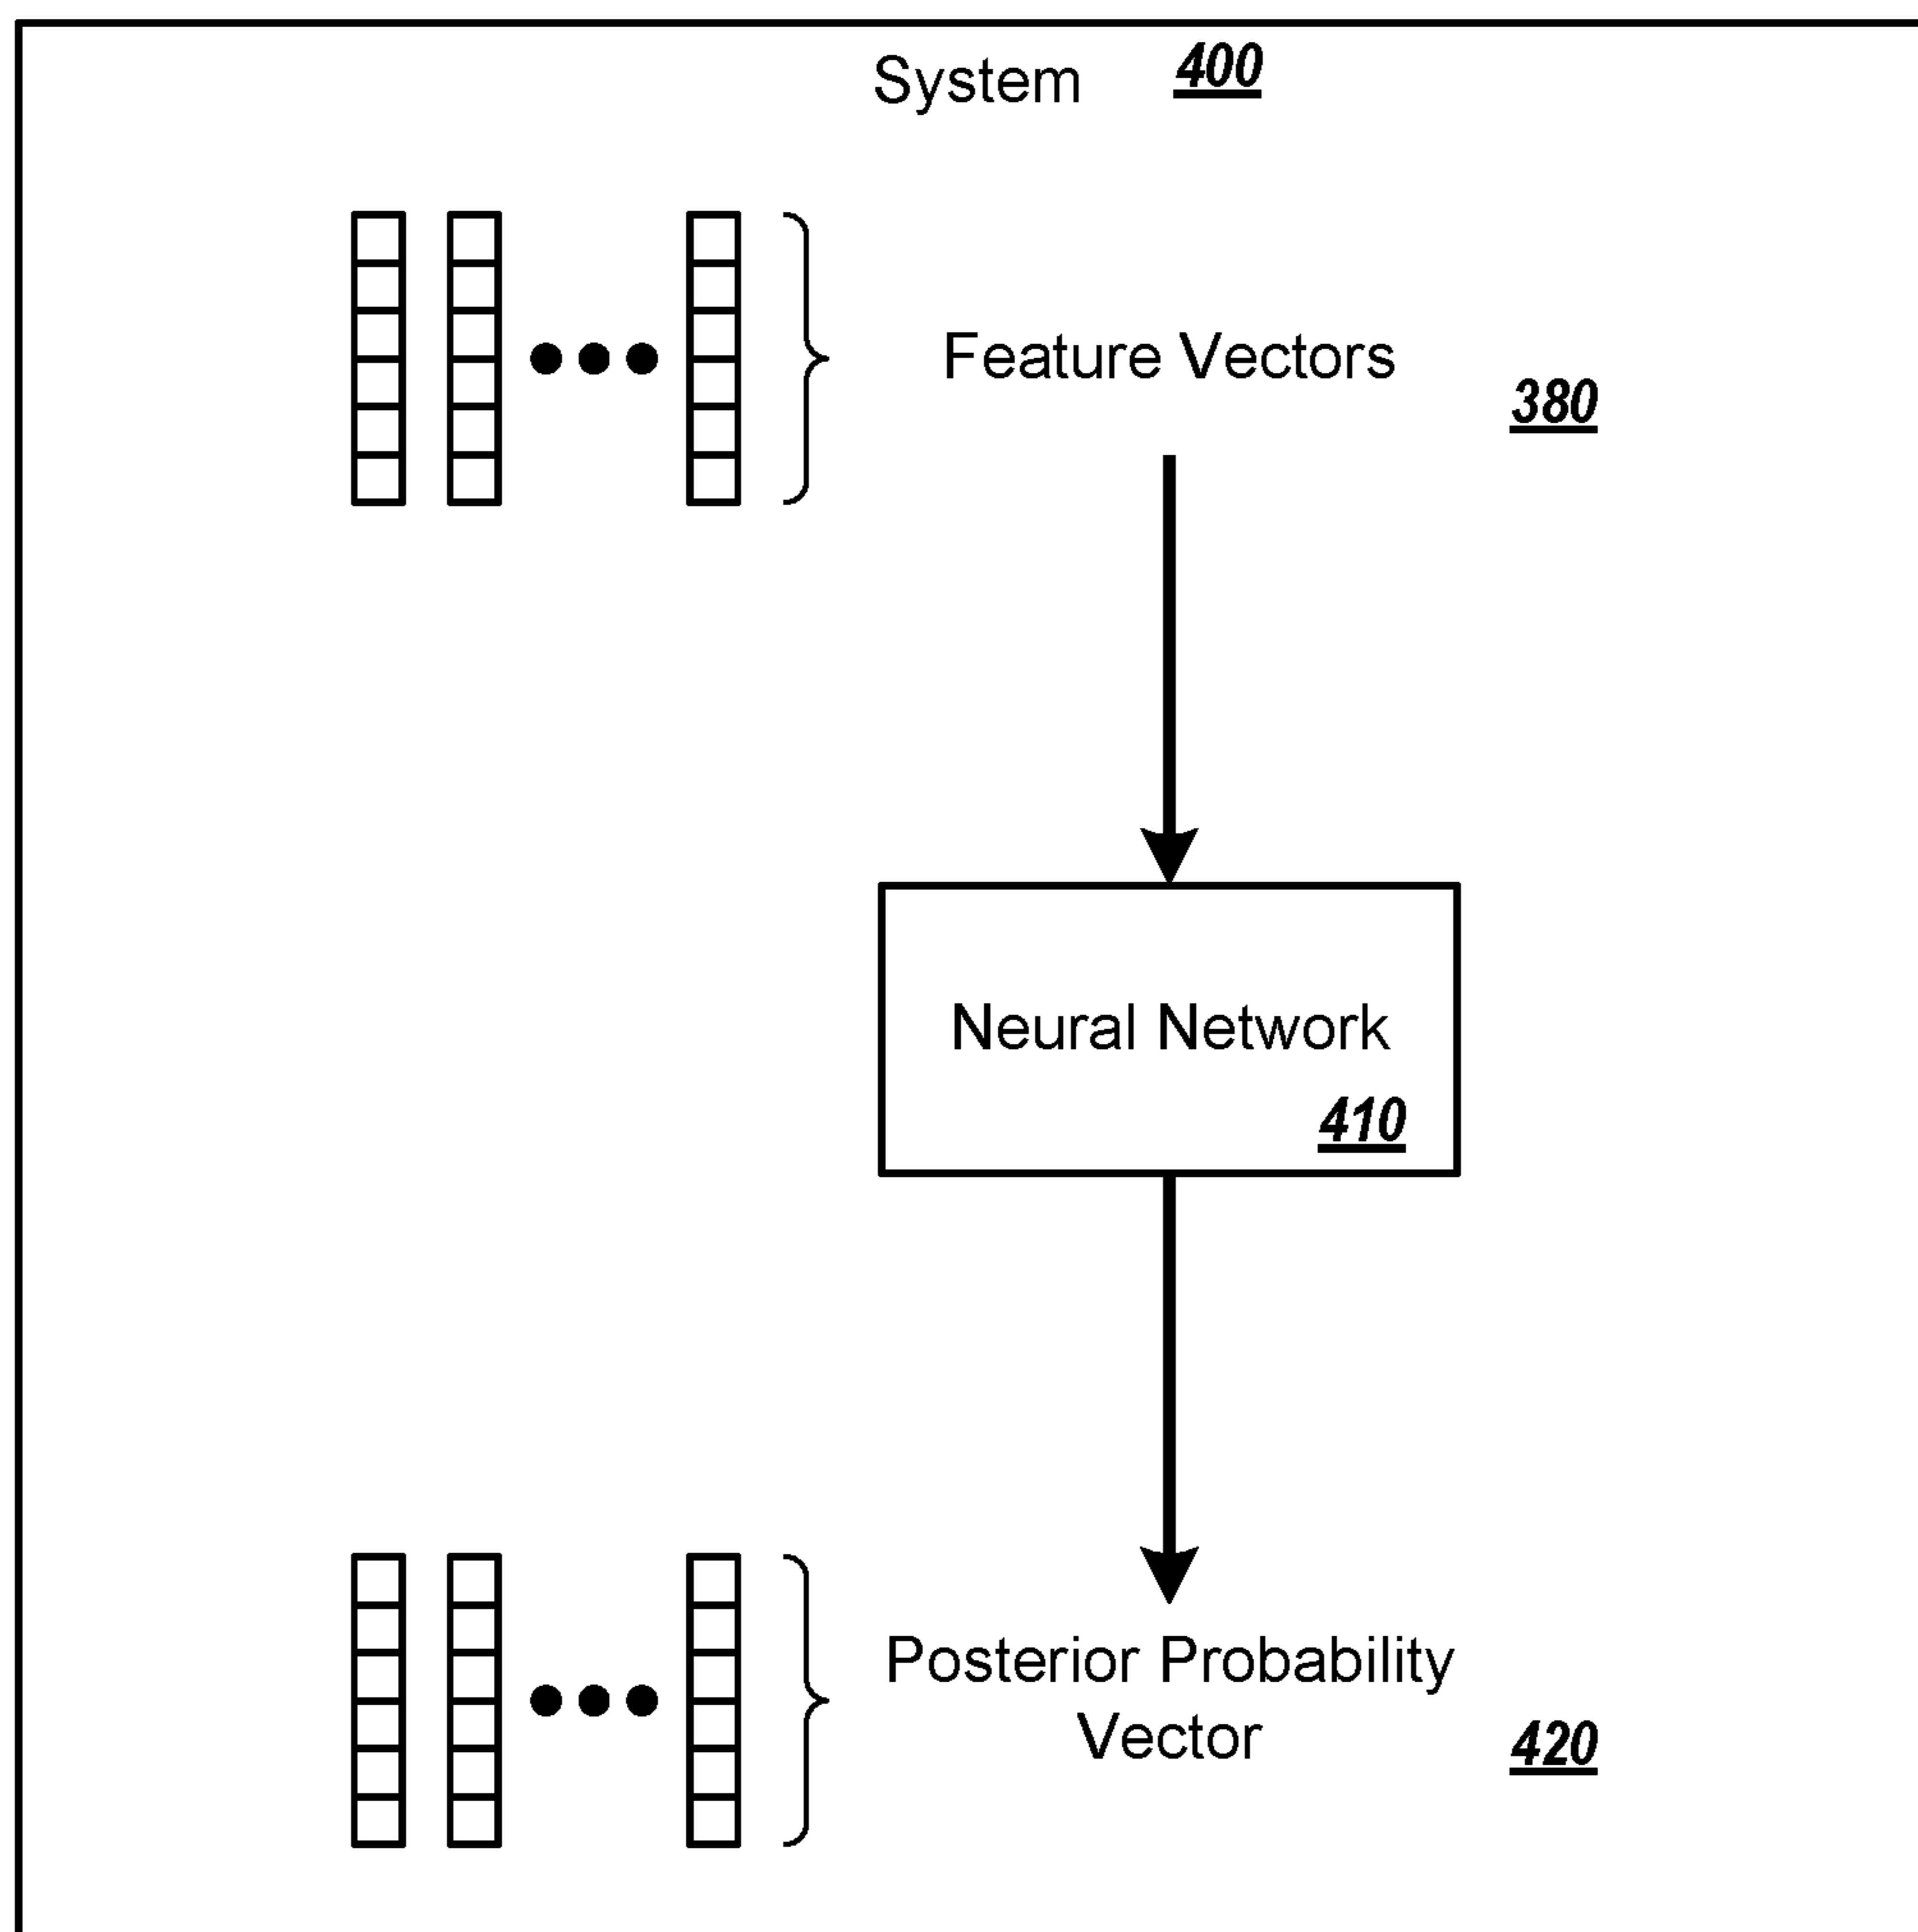 System 400
Feature Vectors
380
Neural Network
410
Posterior Probability
Vector 420